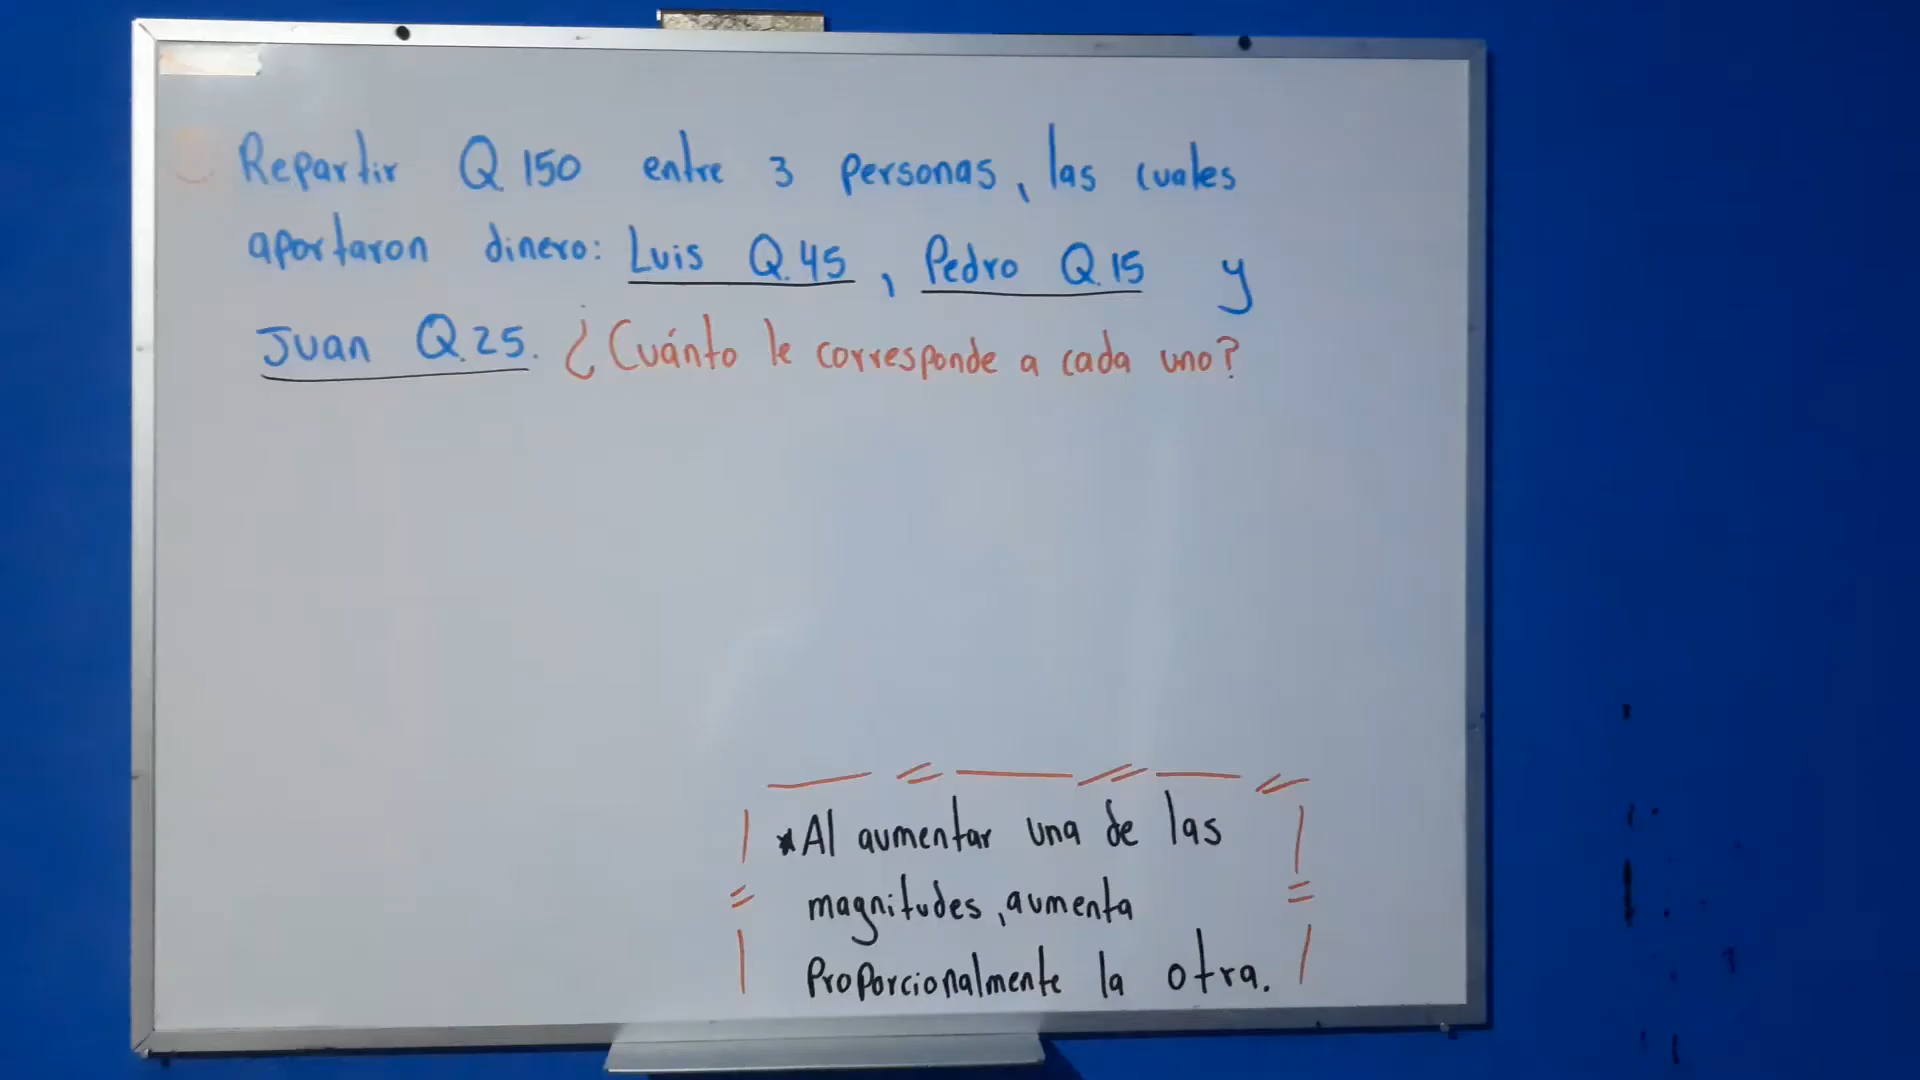 Repartir Q 150 entre 3 personas, las cuales
aportaron dinero: Luis Q.45, Pedro Q.15 y
Juan Q.25. ¿Cuánto le corresponde a cada uno?
*Al aumentar una de las
magnitudes, aumenta
Proporcionalmente la otra.